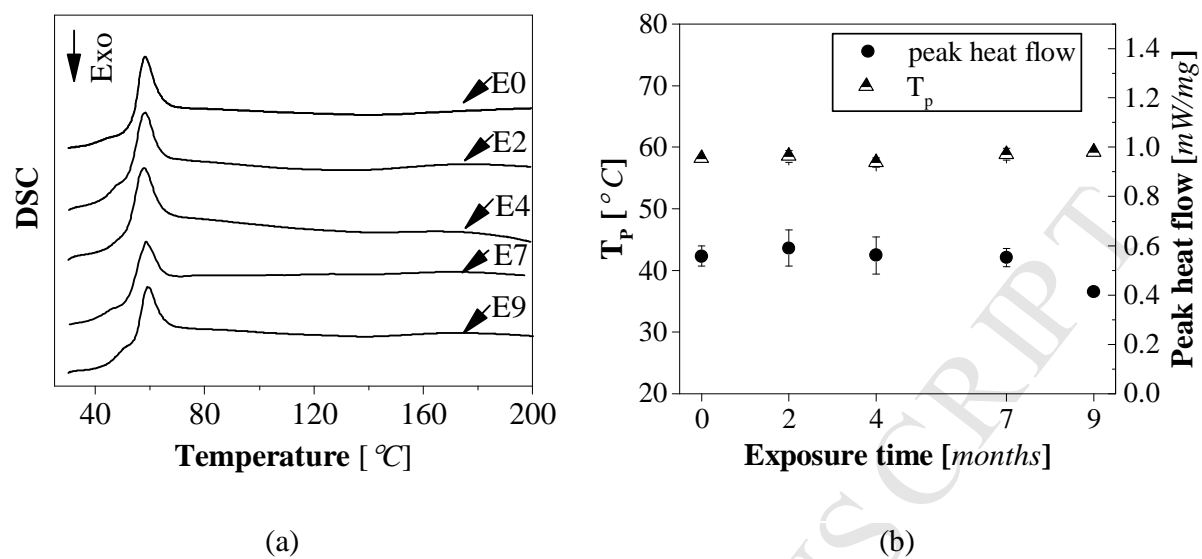 Exo
DSC
E0
E2
E4
E7
E9
40
80
120
160
200
Temperature [ °C]
(a)
80
70
60
50
40
30
20
T_P [ °C]
peak heat flow
T_p
1.4
1.2
1.0
0.8
0.6
0.4
0.2
0.0
Peak heat flow [mW/mg]
0
2
4
7
9
Exposure time [months]
(b)